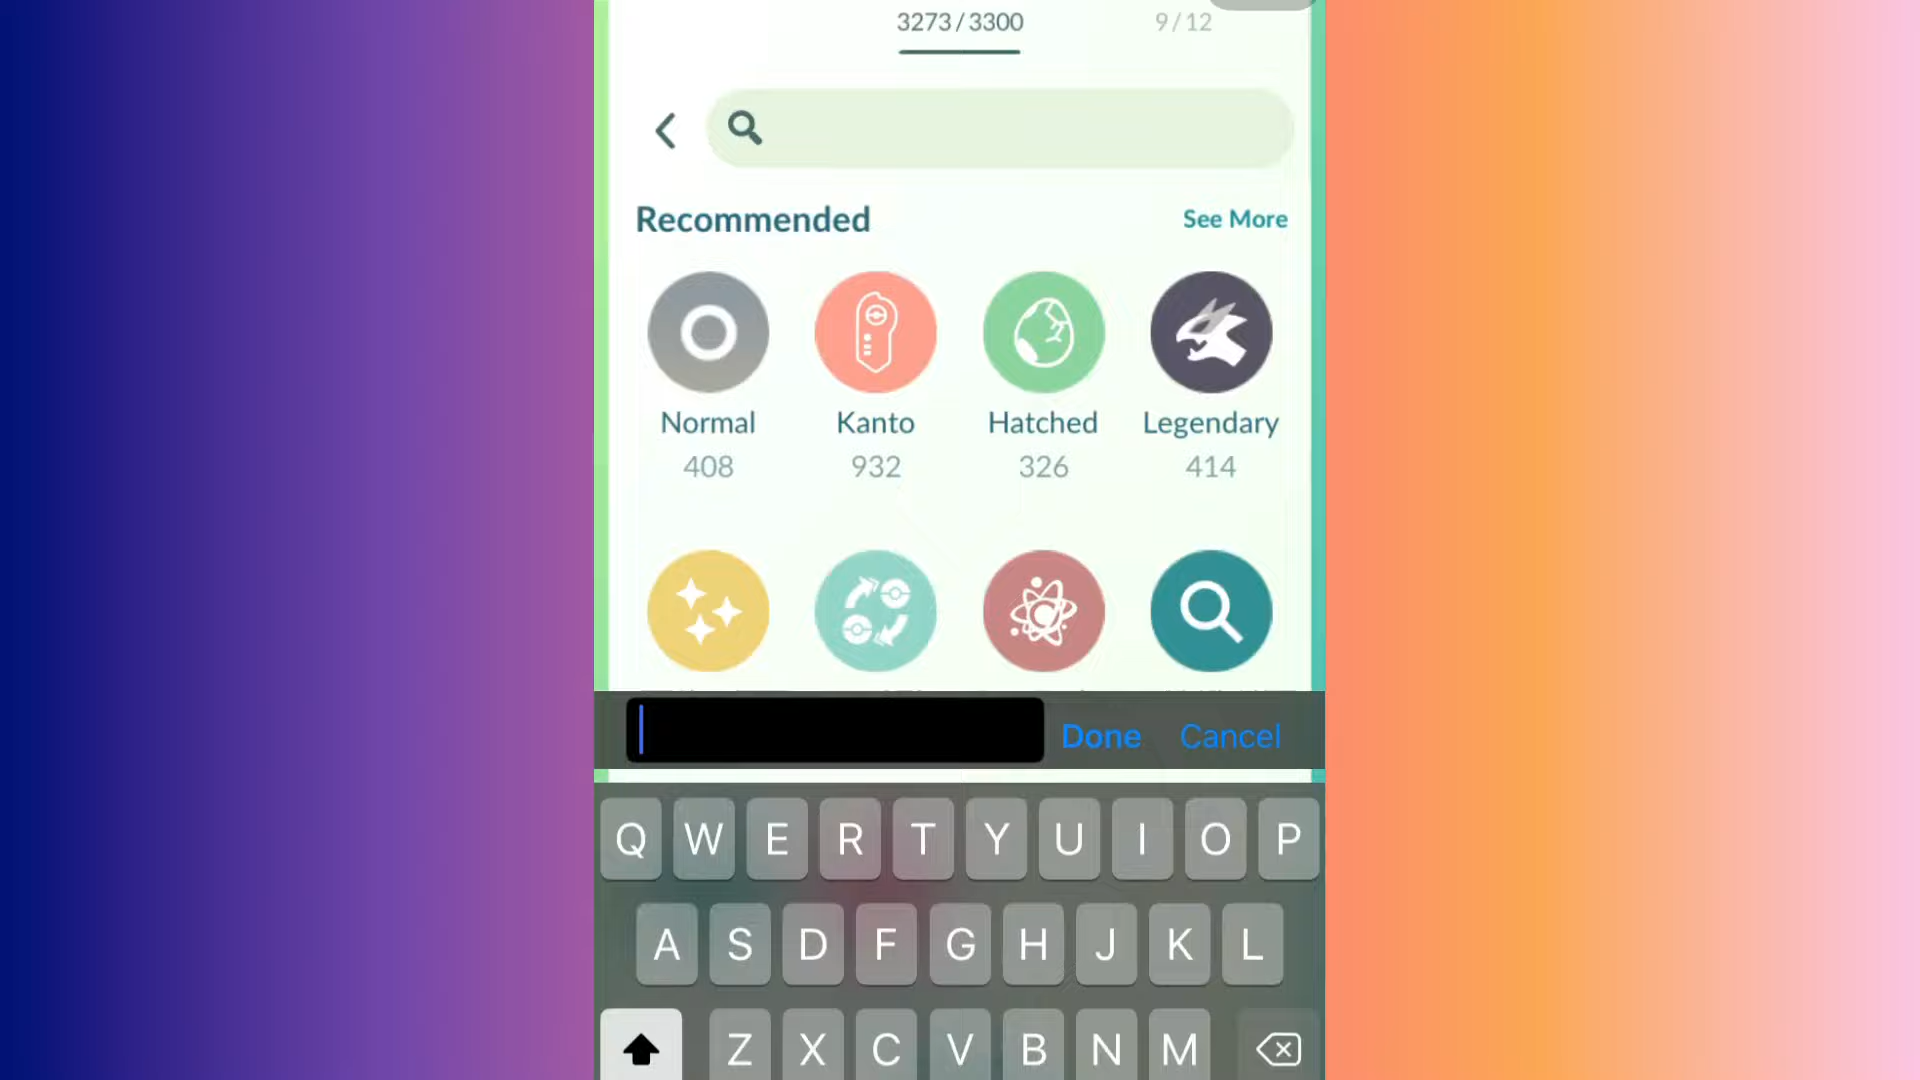 3273 / 3300 9 / 12
Recommended See More
Normal Kanto Hatched Legendary
408 932 326 414
Done Cancel
Q W E R T Y U I O P
A S D F G H J K L
Z X C V B N M